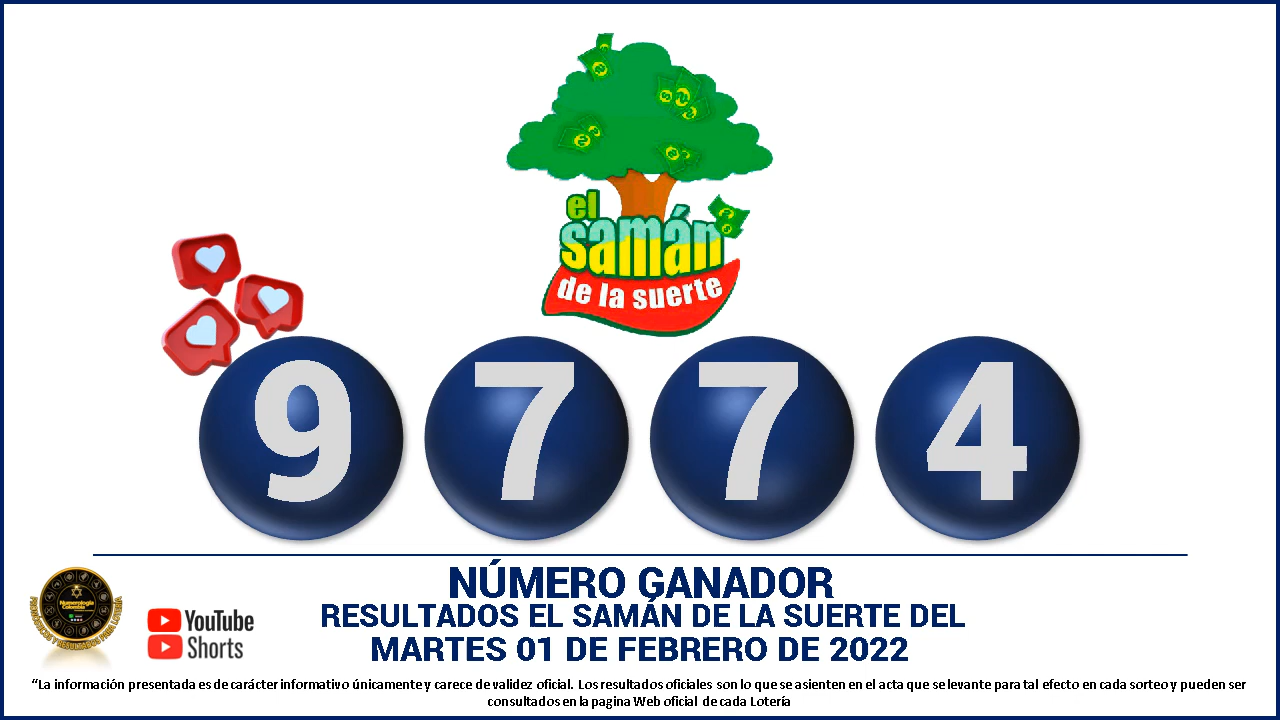 el
samán
de la suerte
9 7 7 4
NÚMERO GANADOR
RESULTADOS EL SAMÁN DE LA SUERTE DEL
MARTES 01 DE FEBRERO DE 2022
Numerología
Colombia
YouTube
Shorts
“La información presentada es de carácter informativo únicamente y carece de validez oficial. Los resultados oficiales son lo que se asienten en el acta que se levante para tal efecto en cada sorteo y pueden ser
consultados en la pagina Web oficial de cada Lotería